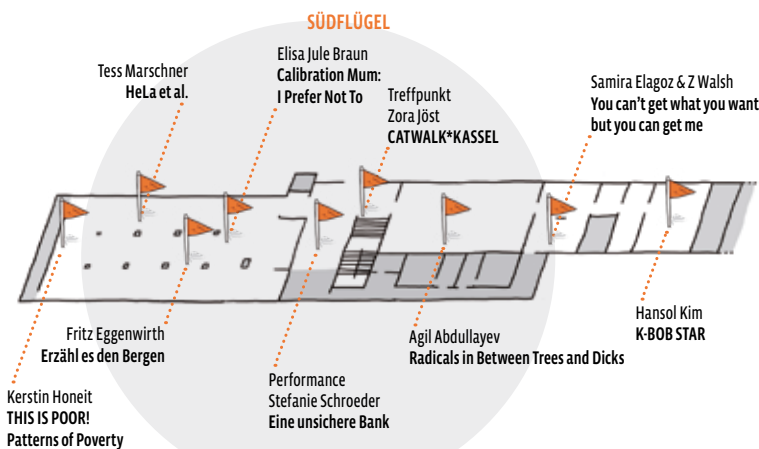 SÜDFLÜGEL
Tess Marschner
HeLa et al.
Elisa Jule Braun
Calibration Mum:
I Prefer Not To
Treffpunkt
Zora Jöst
CATWALK*KASSEL
Samira Elagoz & Z Walsh
You can't get what you want
but you can get me
Kerstin Honeit
THIS IS POOR!
Patterns of Poverty
Fritz Eggenwirth
Erzähl es den Bergen
Performance
Stefanie Schroeder
Eine unsichere Bank
Agil Abdullayev
Radicals in Between Trees and Dicks
Hansol Kim
K-BOB STAR